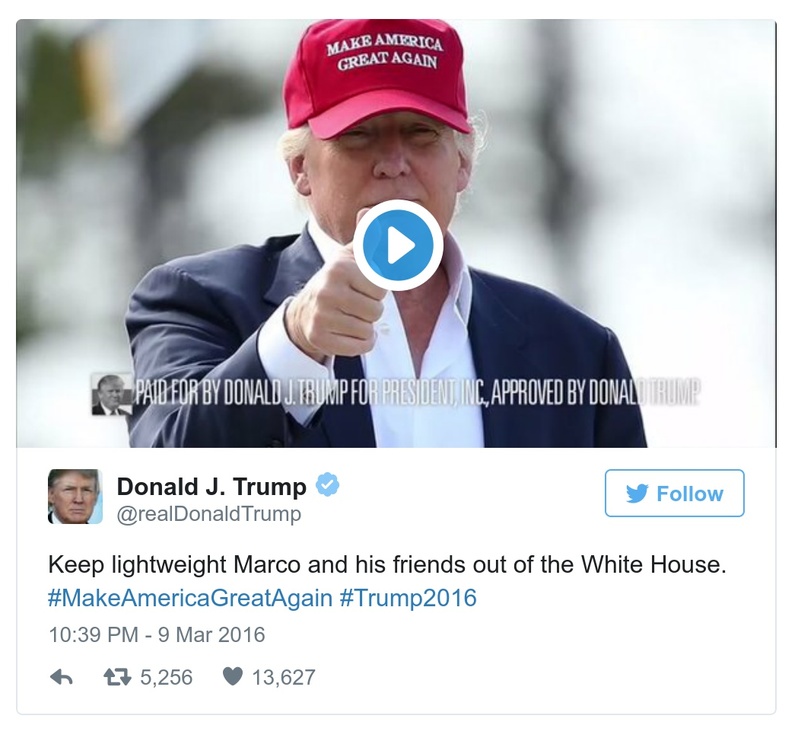 MAKE AMERICA
GREAT AGAIN
PAID FOR BY DONALD J. TRUMP FOR PRESIDENT, INC., APPROVED BY DONALD TRUMP
Donald J. Trump
Follow
@realDonaldTrump
Keep lightweight Marco and his friends out of the White House.
#MakeAmericaGreatAgain #Trump2016
10:39 PM - 9 Mar 2016
5,256 13,627